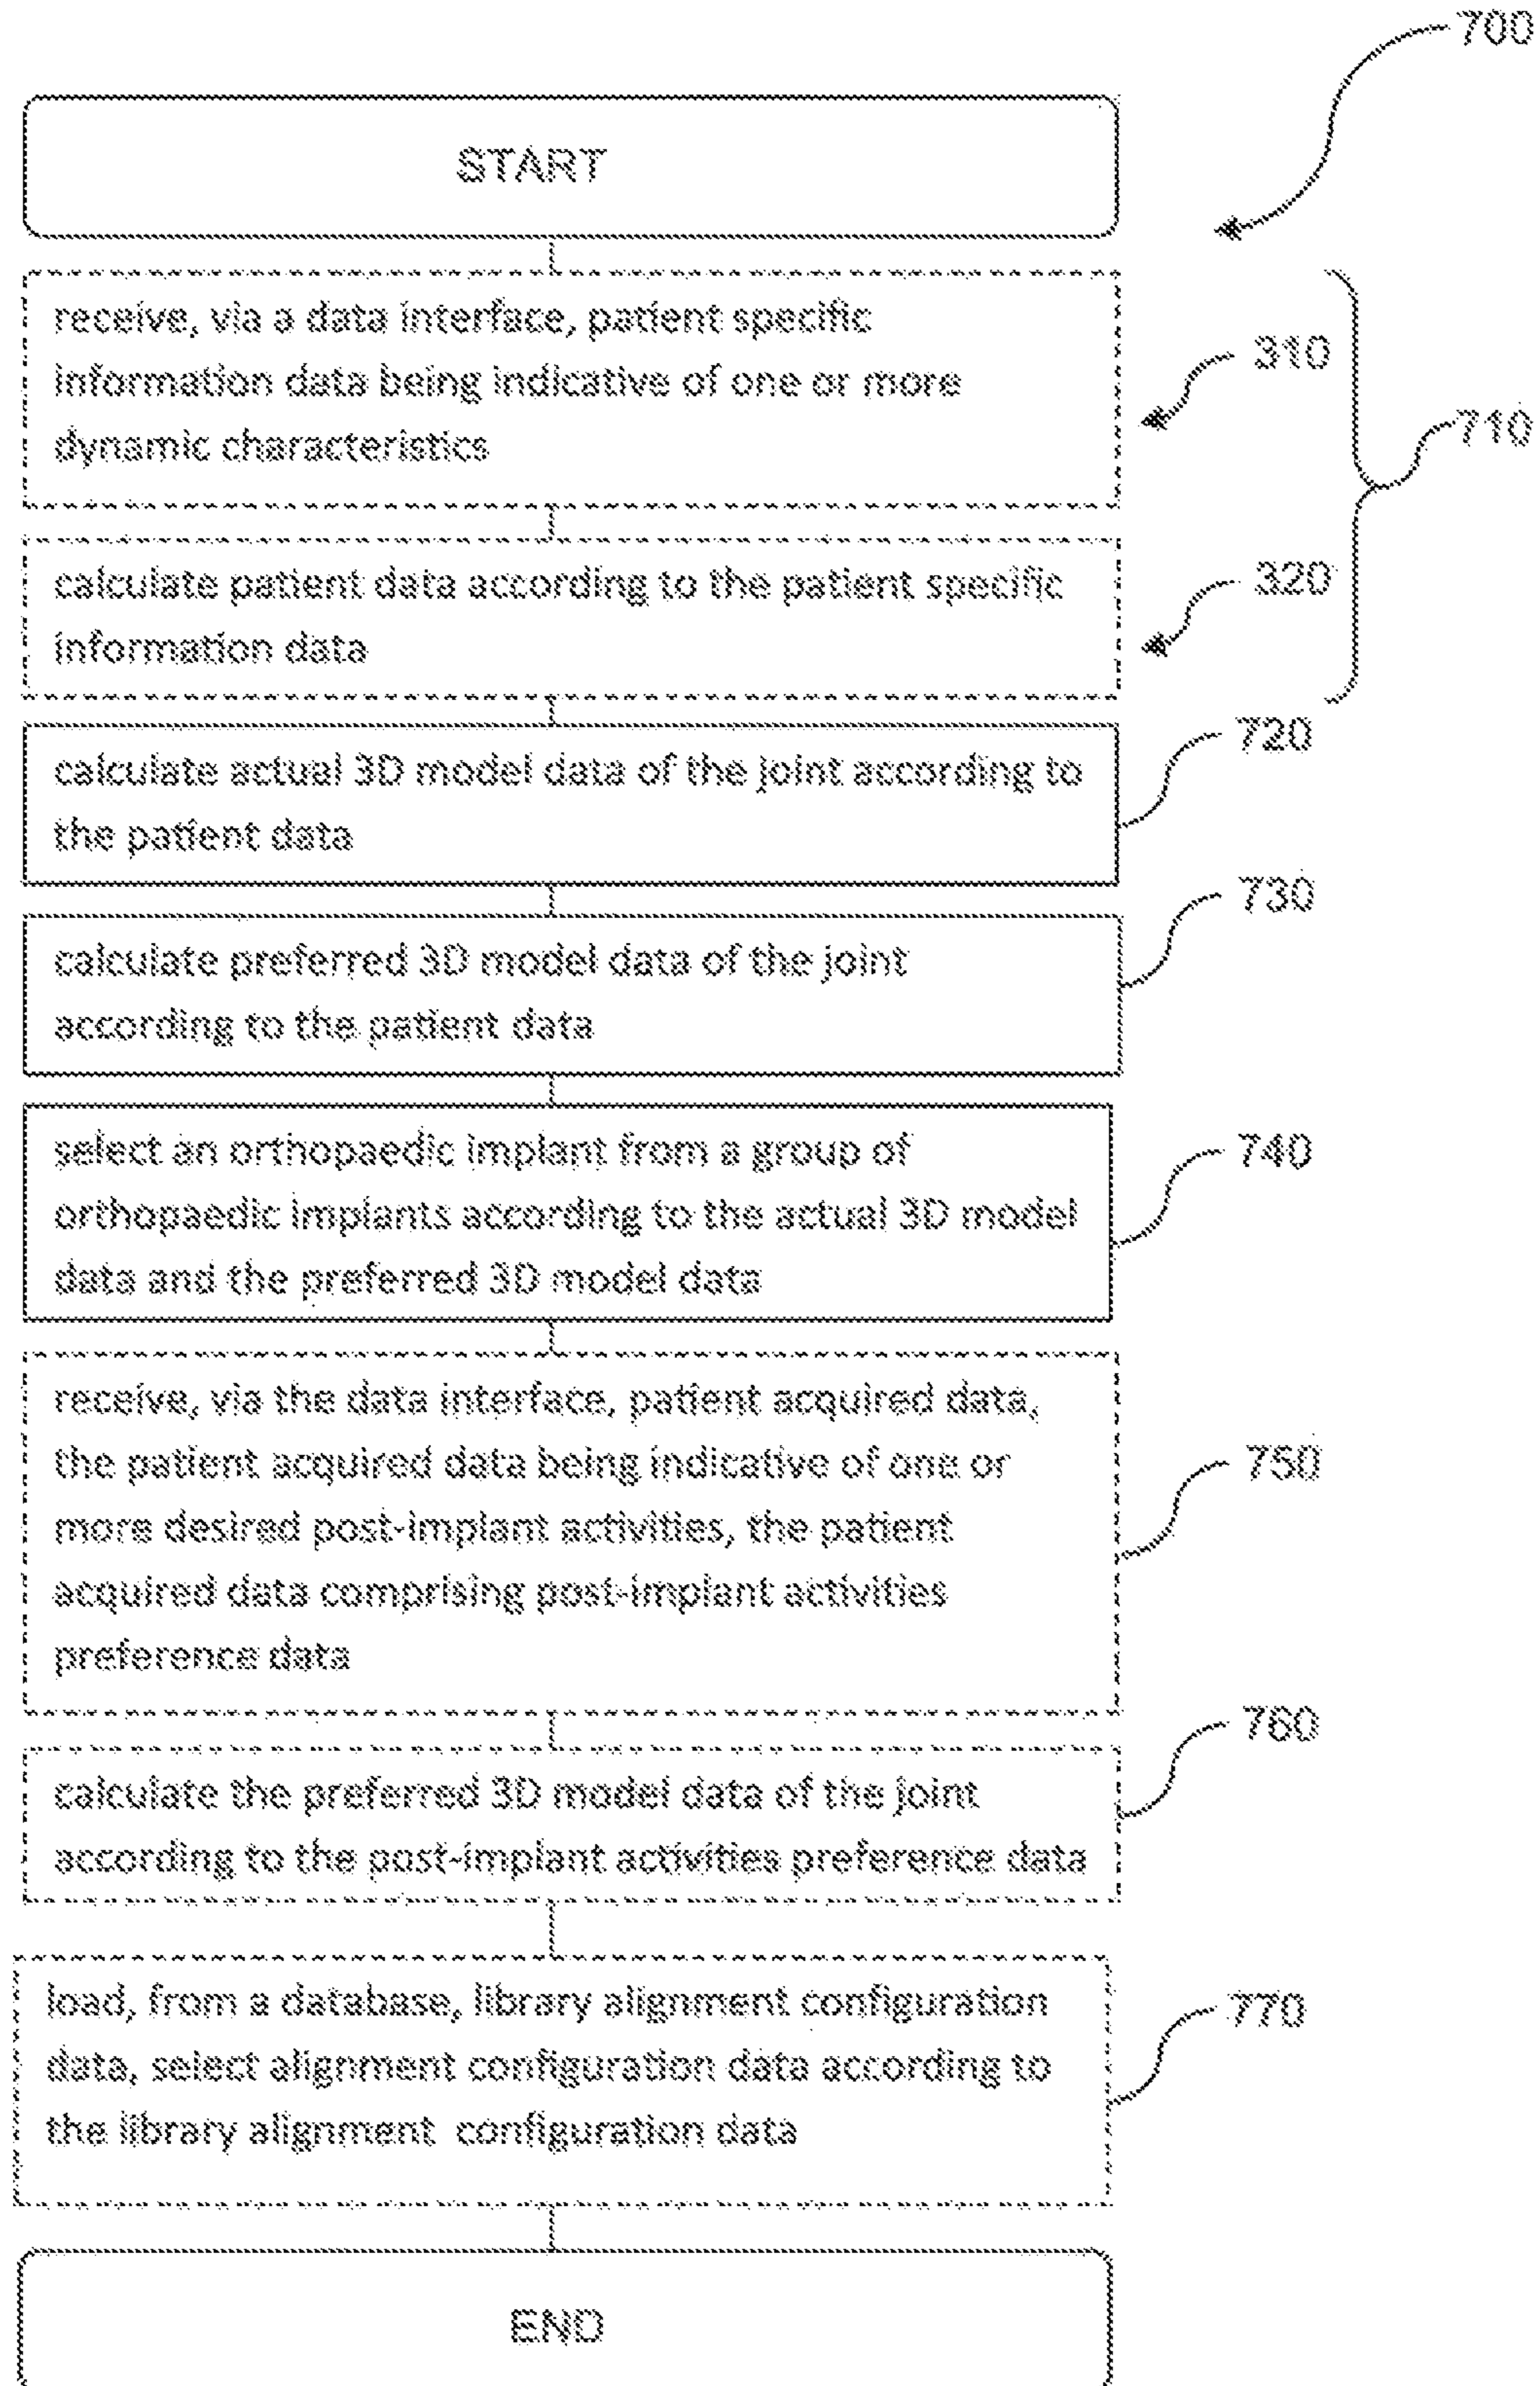 700
START
receive, via a data interface, patient specific
information data being indicative of one or more
dynamic characteristics
310
710
calculate patient data according to the patient specific
information data
320
calculate actual 3D model data of the joint according to
the patient data
720
calculate preferred 3D model data of the joint
according to the patient data
730
select an orthopaedic implant from a group of
orthopaedic implants according to the actual 3D model
data and the preferred 3D model data
740
receive, via the data interface, patient acquired data,
the patient acquired data being indicative of one or
more desired post-implant activities, the patient
acquired data comprising post-implant activities
preference data
750
calculate the preferred 3D model data of the joint
according to the post-implant activities preference data
760
load, from a database, library alignment configuration
data, select alignment configuration data according to
the library alignment configuration data
770
END